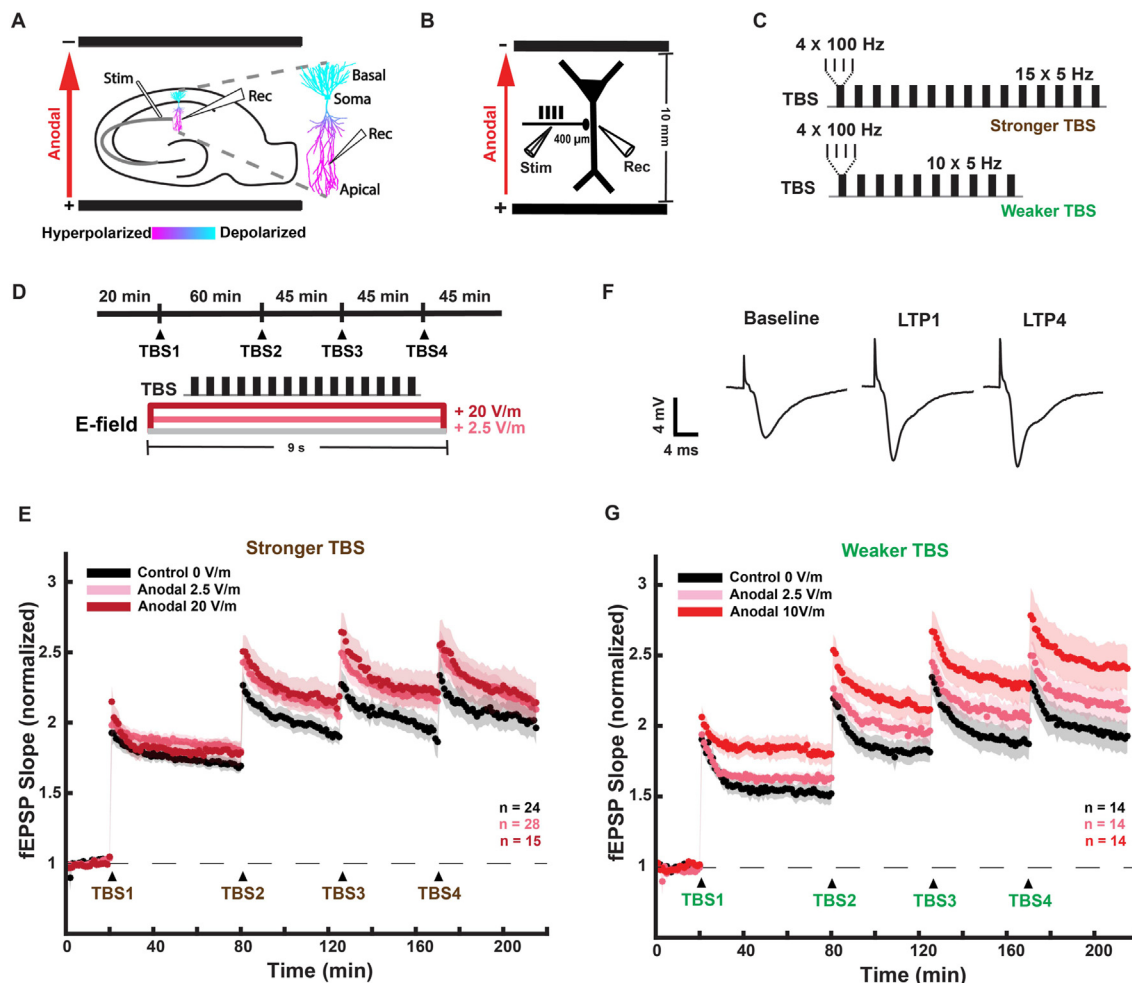 A
−
Anodal
+
Stim
Rec
Basal
Soma
Rec
Apical
Hyperpolarized
Depolarized
B
-
Anodal
+
400 µm
Stim
Rec
10 mm
C
4 x 100 Hz
15 x 5 Hz
TBS
Stronger TBS
4 x 100 Hz
10 x 5 Hz
TBS
Weaker TBS
D
20 min 60 min 45 min 45 min 45 min
TBS1 TBS2 TBS3 TBS4
TBS
E-field
+ 20 V/m
+ 2.5 V/m
9 s
F
Baseline LTP1 LTP4
4 mV
4 ms
E
Stronger TBS
Control 0 V/m
Anodal 2.5 V/m
Anodal 20 V/m
fEPSP Slope (normalized)
3
2.5
2
1.5
1
n = 24
n = 28
n = 15
TBS1 TBS2 TBS3 TBS4
0 40 80 120 160 200
Time (min)
G
Weaker TBS
Control 0 V/m
Anodal 2.5 V/m
Anodal 10V/m
fEPSP Slope (normalized)
3
2.5
2
1.5
1
n = 14
n = 14
n = 14
TBS1 TBS2 TBS3 TBS4
0 40 80 120 160 200
Time (min)